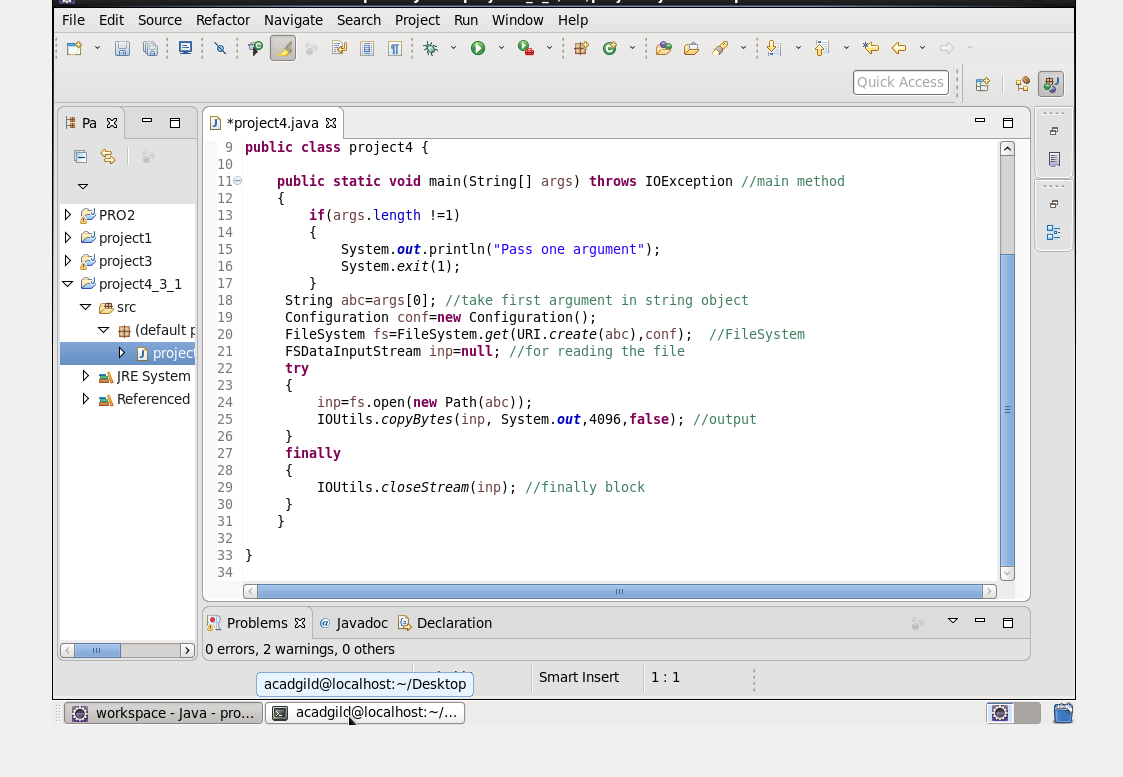 File Edit Source Refactor Navigate Search Project Run Window Help
Quick Access
Pa
*project4.java
PRO2
project1
project3
project4_3_1
src
(default p
project
JRE System
Referenced
9 public class project4 {
10
11 public static void main(String[] args) throws IOException //main method
12 {
13 if(args.length !=1)
14 {
15 System.out.println("Pass one argument");
16 System.exit(1);
17 }
18 String abc=args[0]; //take first argument in string object
19 Configuration conf=new Configuration();
20 FileSystem fs=FileSystem.get(URI.create(abc),conf); //FileSystem
21 FSDataInputStream inp=null; //for reading the file
22 try
23 {
24 inp=fs.open(new Path(abc));
25 IOUtils.copyBytes(inp, System.out,4096,false); //output
26 }
27 finally
28 {
29 IOUtils.closeStream(inp); //finally block
30 }
31 }
32
33 }
34
Problems @ Javadoc Declaration
0 errors, 2 warnings, 0 others
Smart Insert 1 : 1
acadgild@localhost:~/Desktop
workspace - Java - pro...
acadgild@localhost:~/...